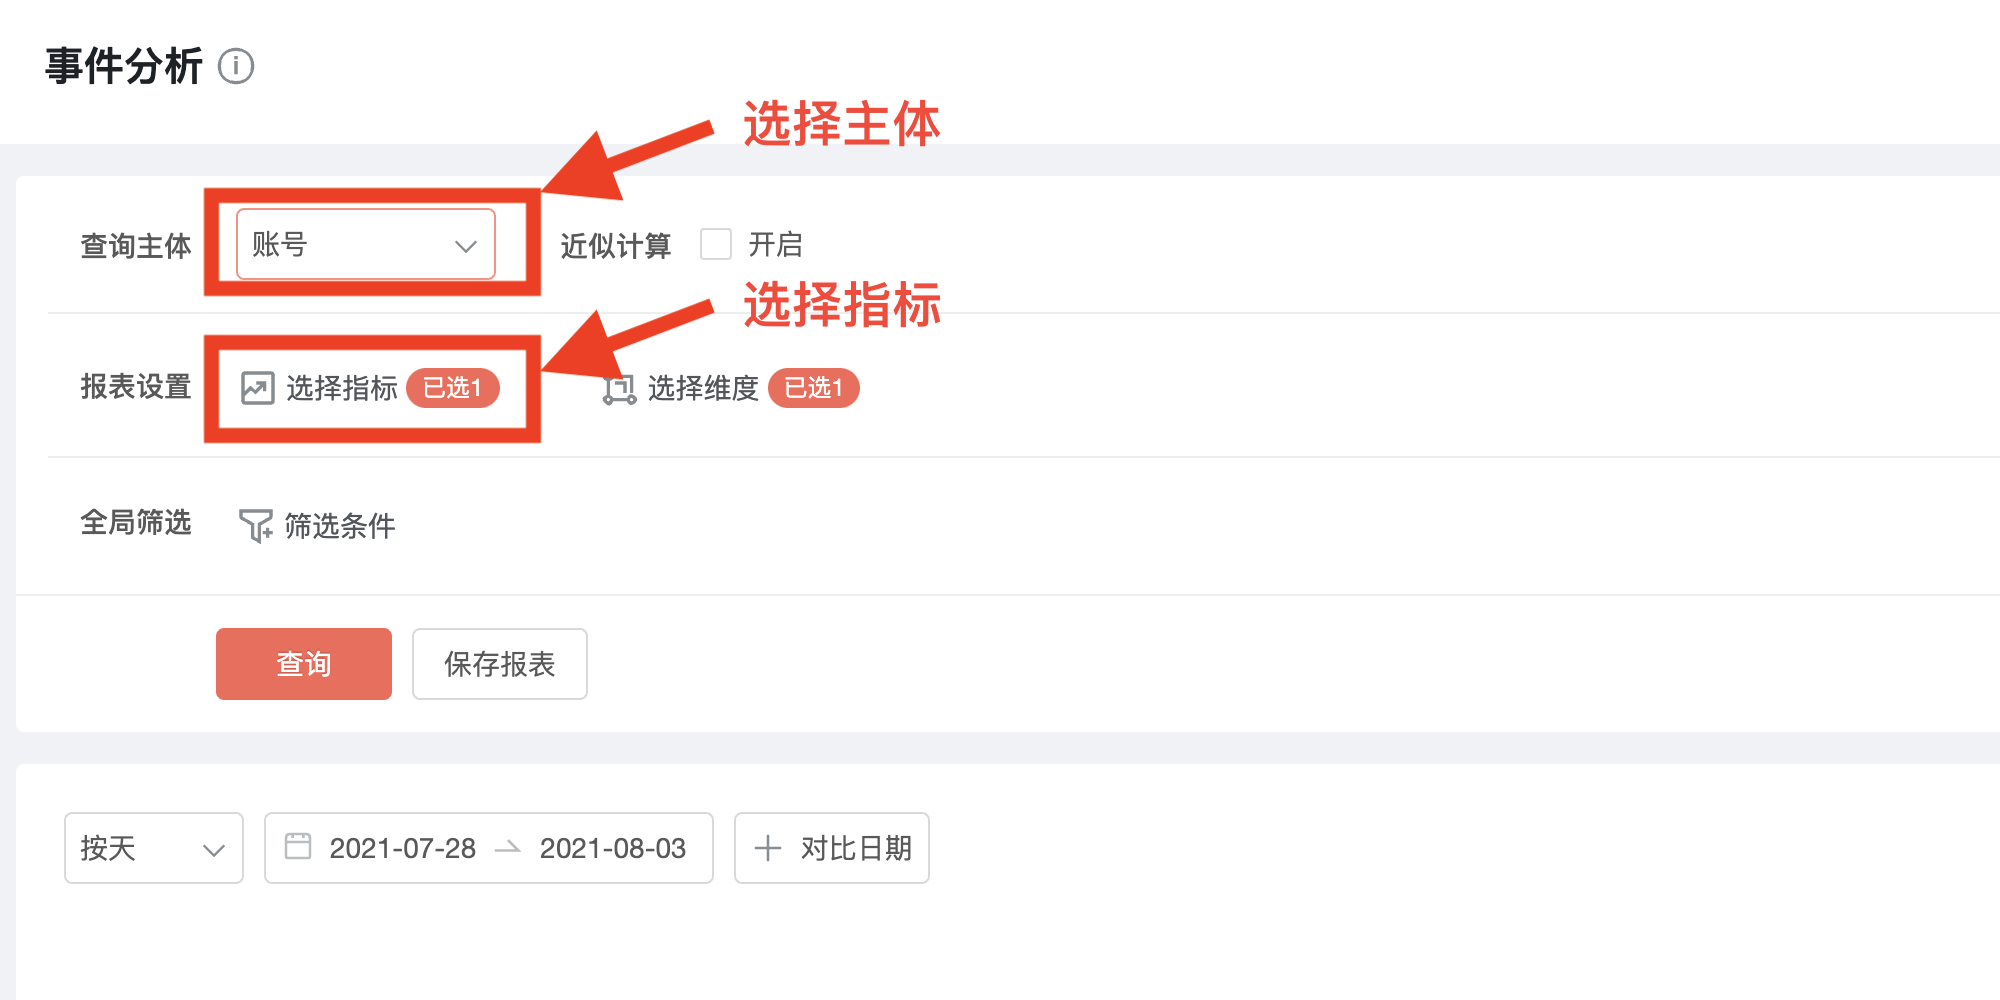 事件分析
选择主体
查询主体 账号 近似计算 开启
选择指标
报表设置 选择指标 已选1 选择维度 已选1
全局筛选 筛选条件
查询 保存报表
按天 2021-07-28 2021-08-03 对比日期